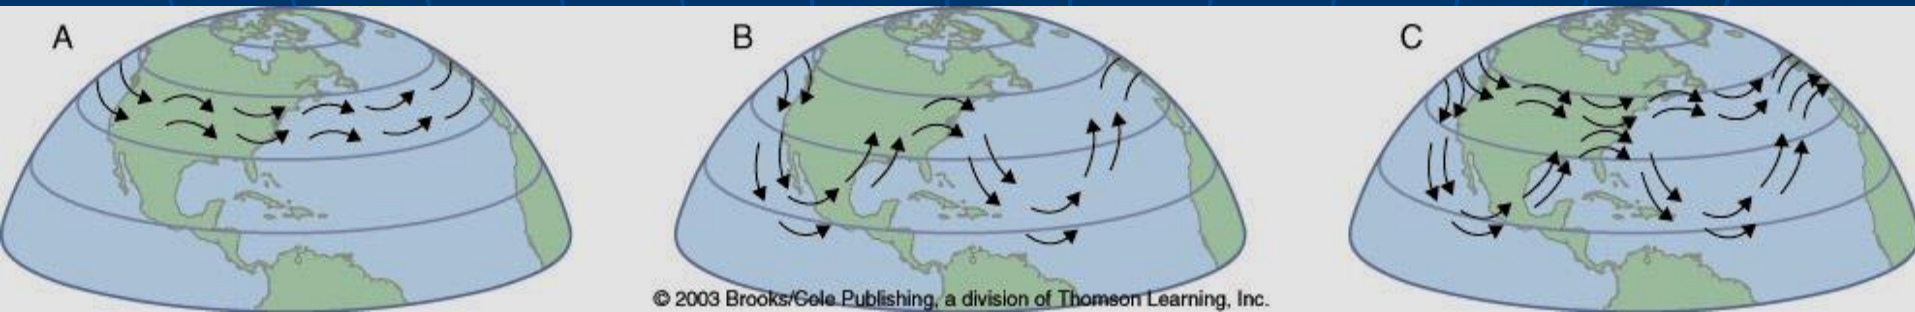 A
B
C
© 2003 Brooks/Cole Publishing, a division of Thomson Learning, Inc.